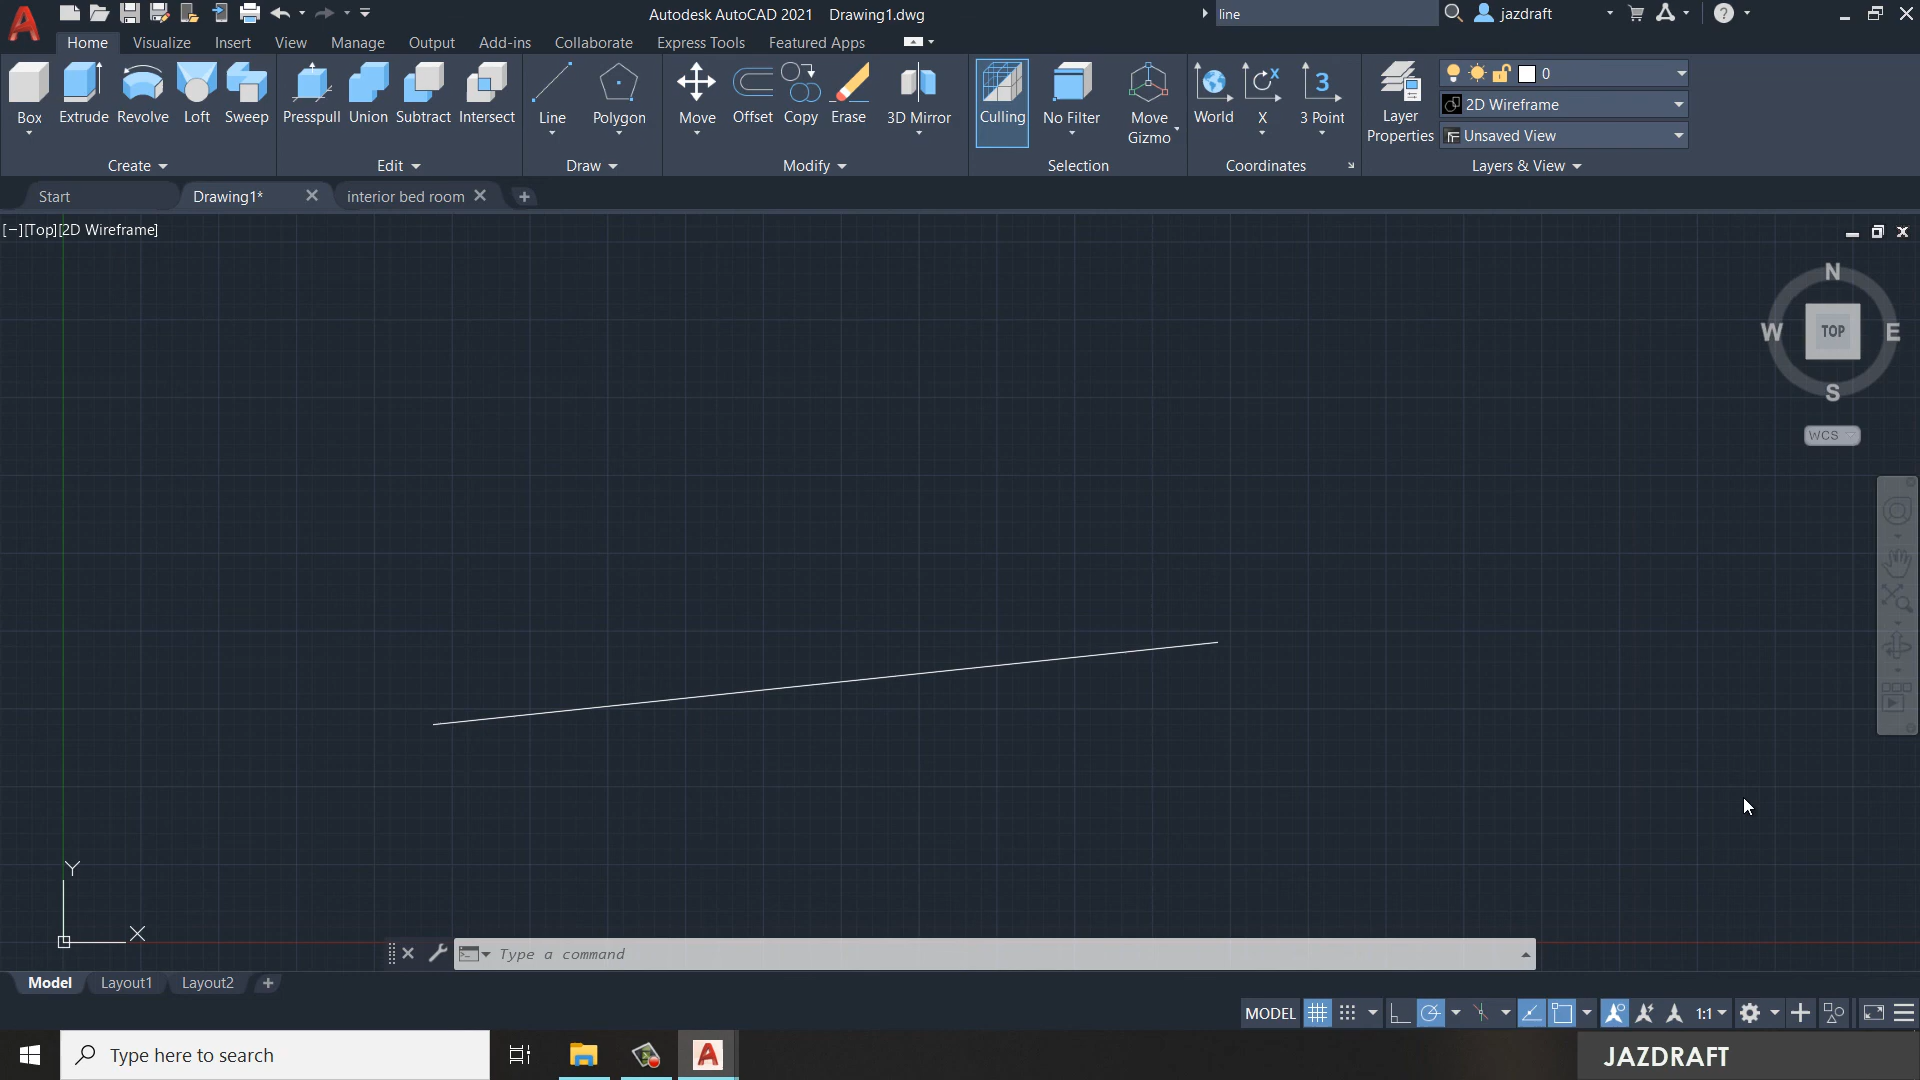 Autodesk AutoCAD 2021 Drawing1.dwg line jazdraft
Home Visualize Insert View Manage Output Add-ins Collaborate Express Tools Featured Apps
Box Extrude Revolve Loft Sweep Presspull Union Subtract Intersect Line Polygon Move Offset Copy Erase 3D Mirror Culling No Filter Move Gizmo World X 3 Point Layer Properties
0
2D Wireframe
Unsaved View
Create Edit Draw Modify Selection Coordinates Layers & View
Start Drawing1* interior bed room
[−][Top][2D Wireframe]
N
W TOP E
S
WCS
Y
X
Type a command
Model Layout1 Layout2
MODEL 1:1
Type here to search
JAZDRAFT